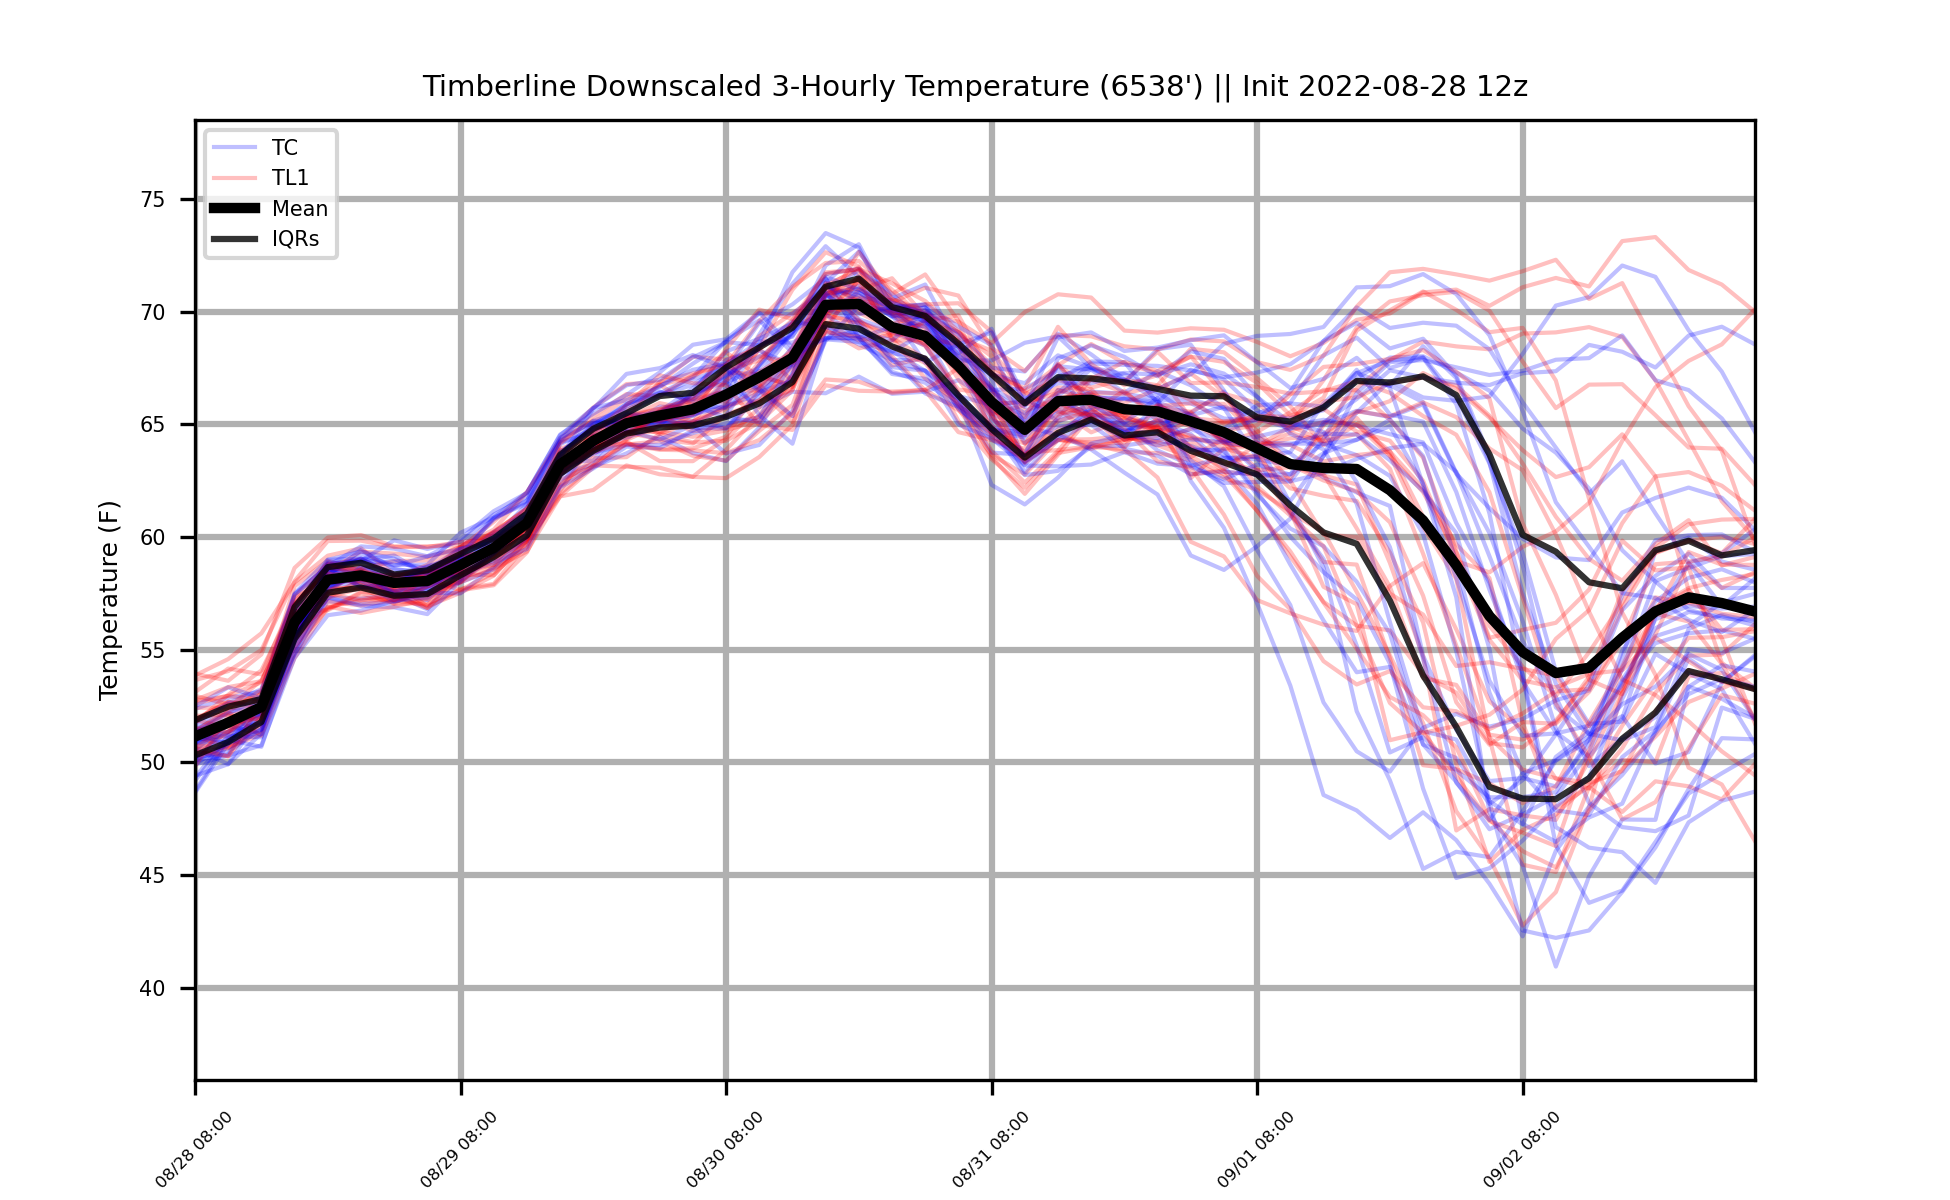 Timberline Downscaled 3-Hourly Temperature (6538') || Init 2022-08-28 12z
TC
TL1
Mean
IQRs
Temperature (F)
75
70
65
60
55
50
45
40
08/28 08:00
08/29 08:00
08/30 08:00
08/31 08:00
09/01 08:00
09/02 08:00